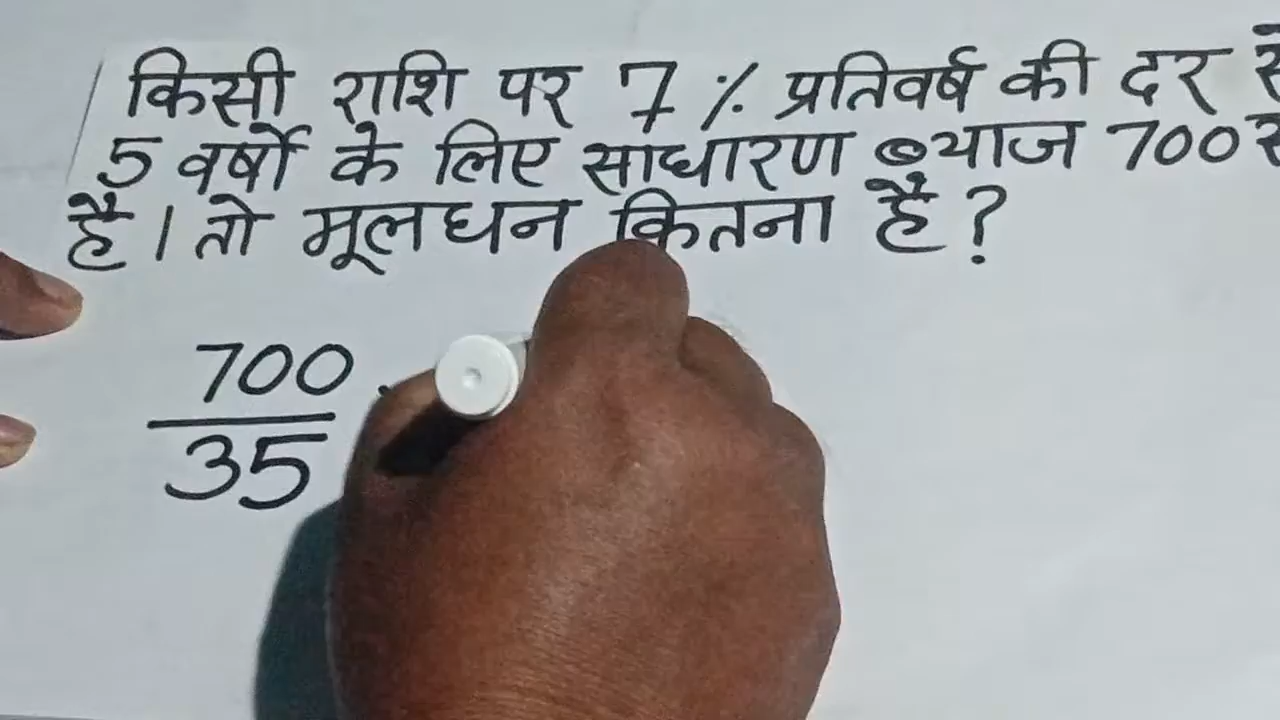 किसी राशि पर 7 % प्रतिवर्ष की दर
5 वर्षों के लिए साधारण ब्याज 700
है। तो मूलधन कितना है ?
700
35